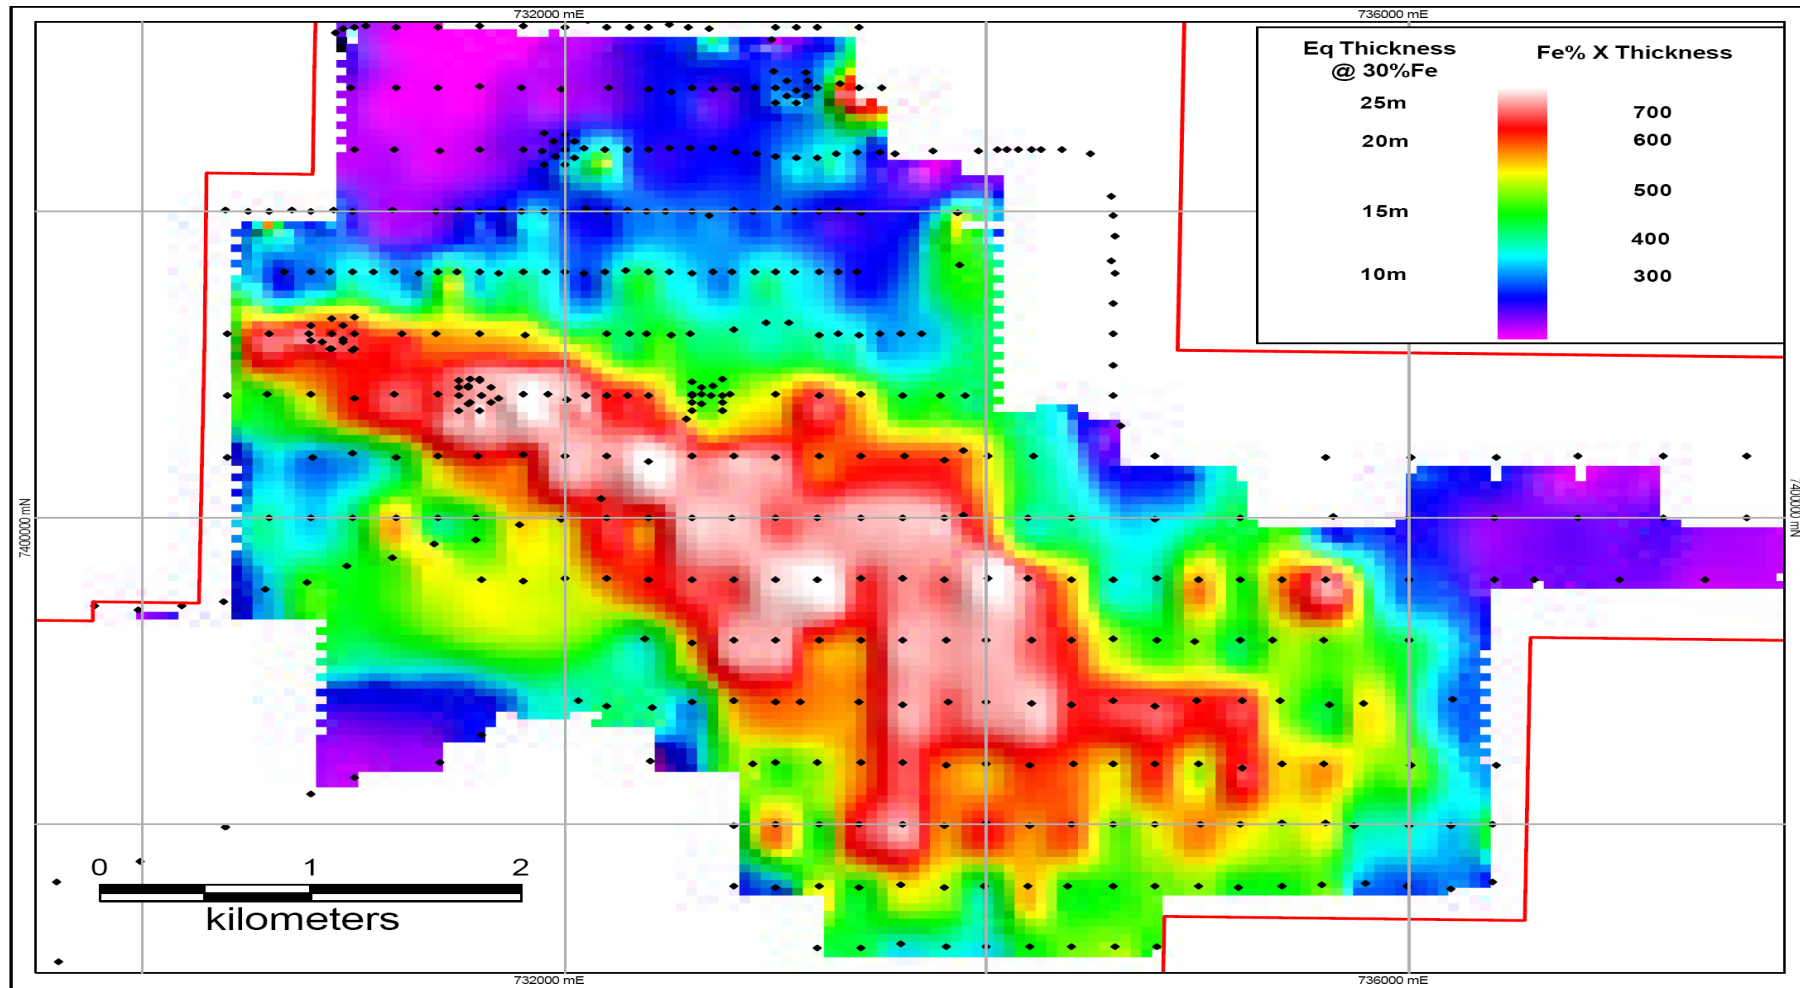 732000 mE
736000 mE
Eq Thickness
@ 30%Fe
Fe% X Thickness
25m
700
20m
600
500
15m
400
10m
300
7400000 mN
7400000 mN
0 1 2
kilometers
732000 mE
736000 mE